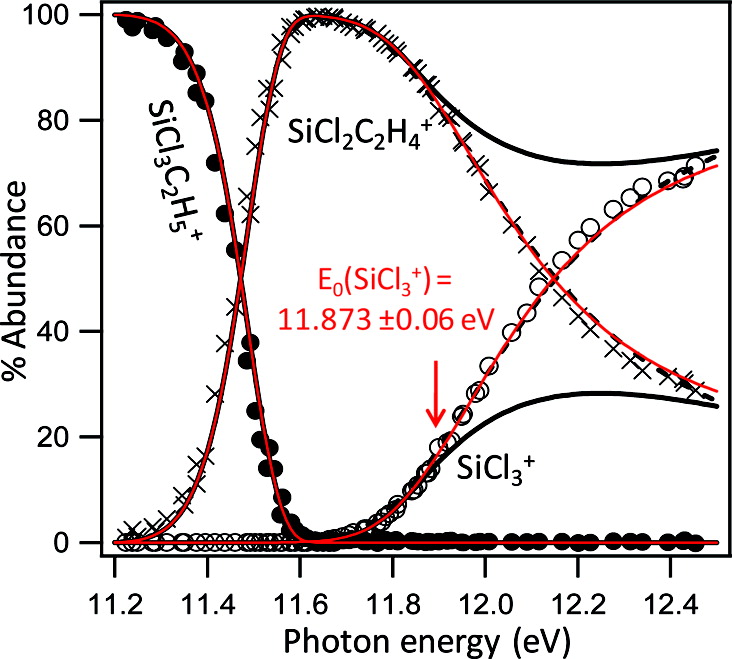 100
80
60
40
20
0
% Abundance
SiCl₃C₂H₅⁺
SiCl₂C₂H₄⁺
E₀(SiCl₃⁺) =
11.873 ±0.06 eV
SiCl₃⁺
11.2 11.4 11.6 11.8 12.0 12.2 12.4
Photon energy (eV)